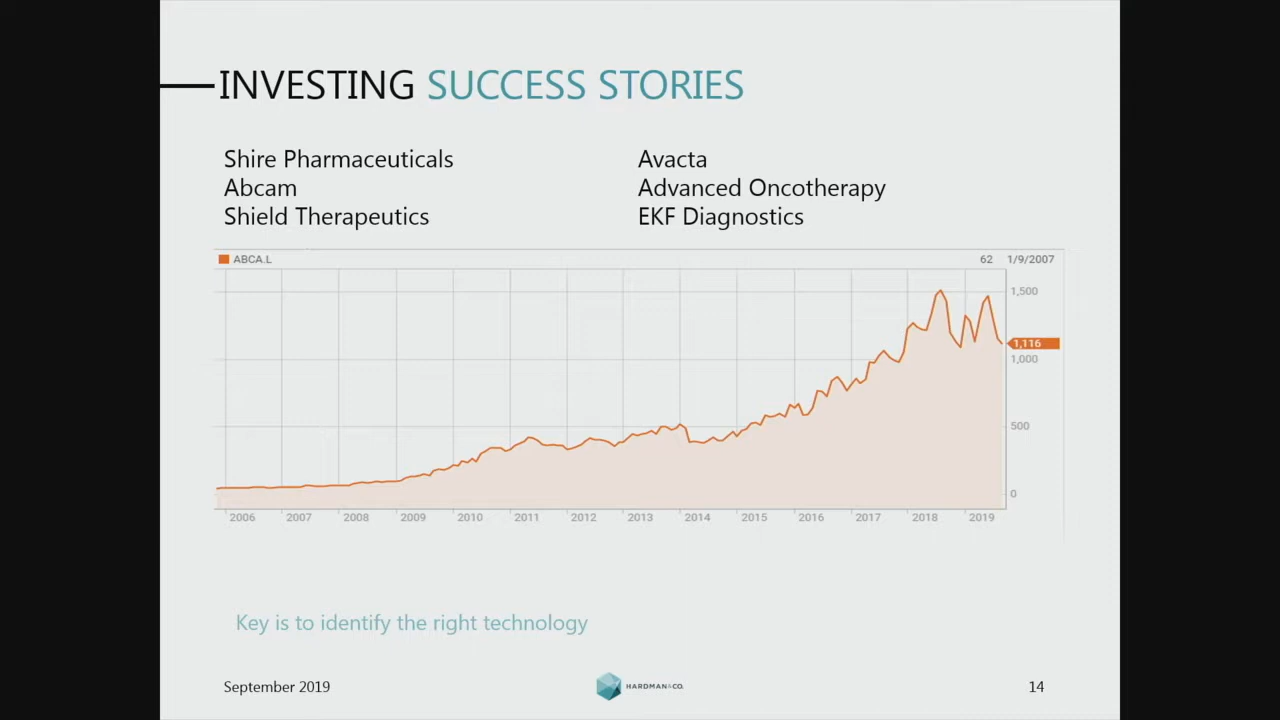 INVESTING SUCCESS STORIES
Shire Pharmaceuticals
Abcam
Shield Therapeutics
Avacta
Advanced Oncotherapy
EKF Diagnostics
ABCA.L
62 1/9/2007
1,500
1,116
1,000
500
0
2006 2007 2008 2009 2010 2011 2012 2013 2014 2015 2016 2017 2018 2019
Key is to identify the right technology
September 2019
HARDMAN&CO.
14